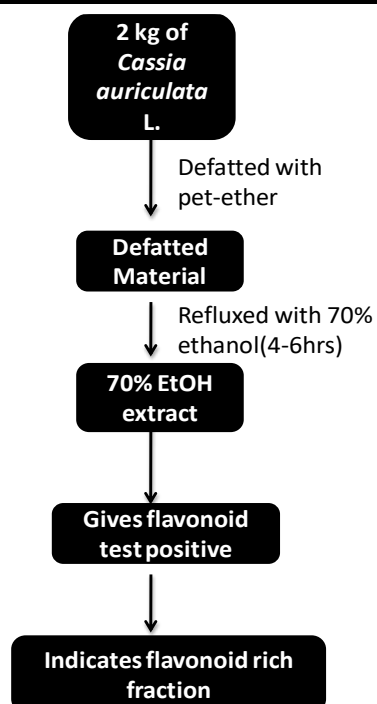 2 kg of
Cassia
auriculata
L.
Defatted with
pet-ether
Defatted
Material
Refluxed with 70%
ethanol(4-6hrs)
70% EtOH
extract
Gives flavonoid
test positive
Indicates flavonoid rich
fraction